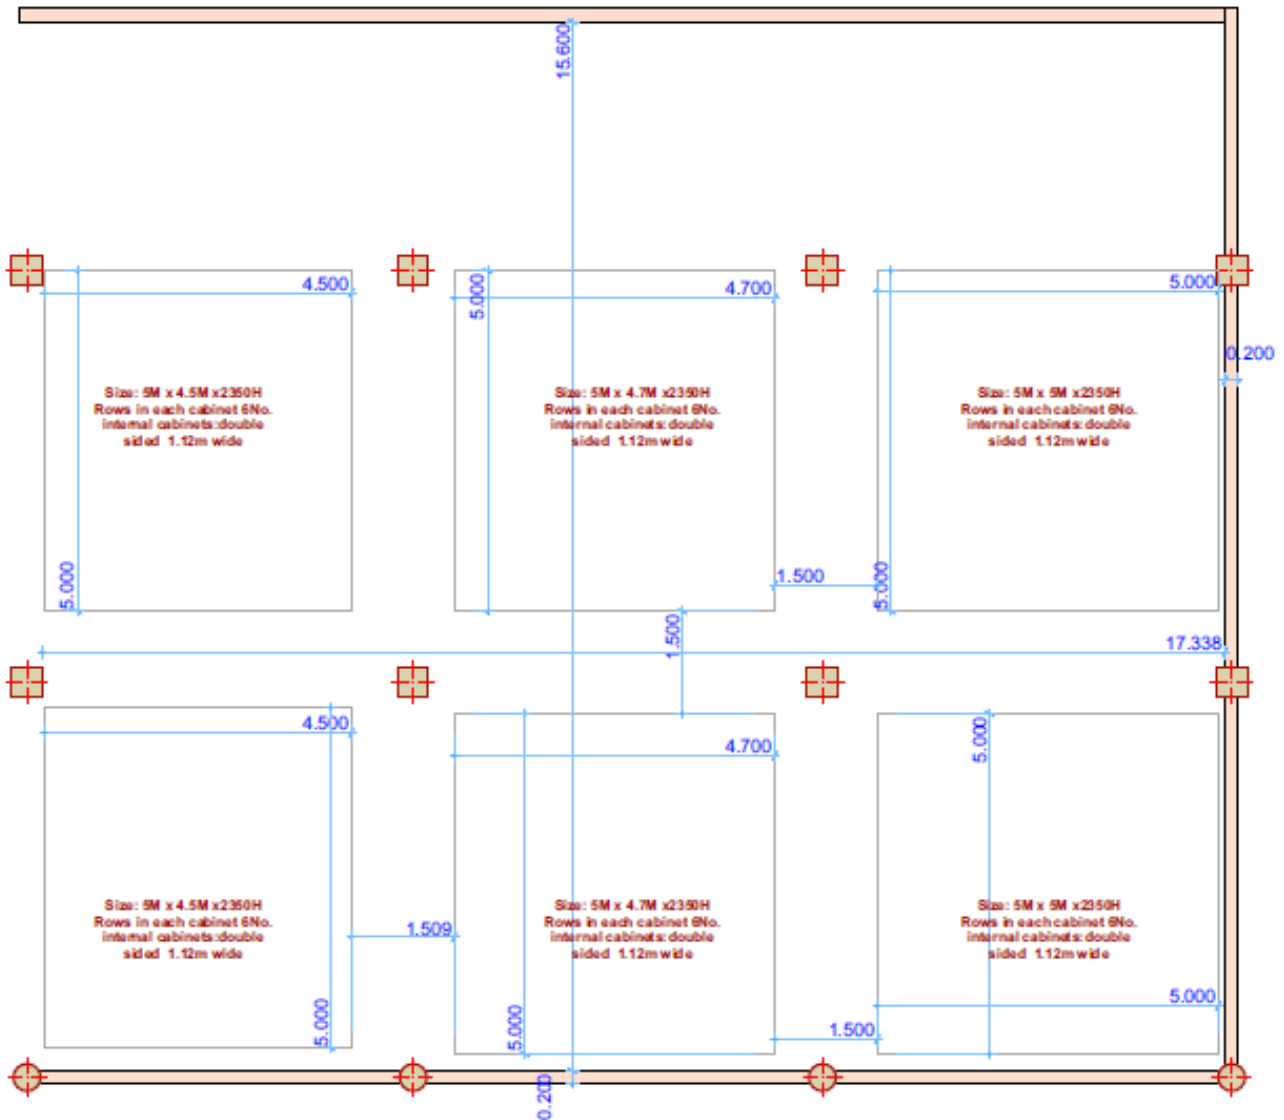 15.600
4.500
5.000
4.700
5.000
0.200
Size: 5M x 4.5M x2350H
Rows in each cabinet 6No.
internal cabinets:double
sided 1.12m wide
Size: 5M x 4.7M x2350H
Rows in each cabinet 6No.
internal cabinets: double
sided 1.12m wide
Size: 5M x 5M x2350H
Rows in each cabinet 6No.
internal cabinets: double
sided 1.12m wide
5.000
1.500
5.000
1.500
17.338
4.500
4.700
5.000
Size: 5M x 4.5M x2350H
Rows in each cabinet 6No.
internal cabinets:double
sided 1.12m wide
Size: 5M x 4.7M x2350H
Rows in each cabinet 6No.
internal cabinets: double
sided 1.12m wide
Size: 5M x 5M x2350H
Rows in each cabinet 6No.
internal cabinets: double
sided 1.12m wide
1.509
5.000
5.000
1.500
5.000
0.200